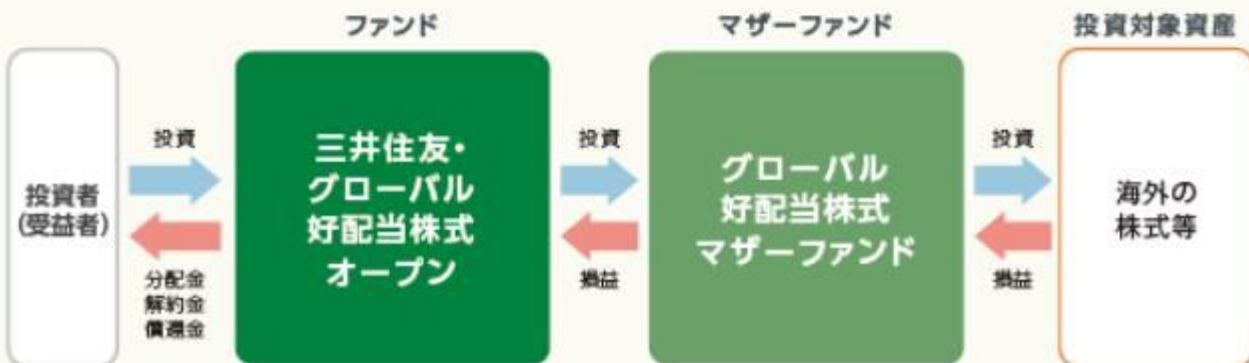 ファンド
マザーファンド
投資対象資産
投資者
(受益者)
投資
分配金
解約金
償還金
三井住友・
グローバル
好配当株式
オープン
投資
損益
グローバル
好配当株式
マザーファンド
投資
損益
海外の
株式等